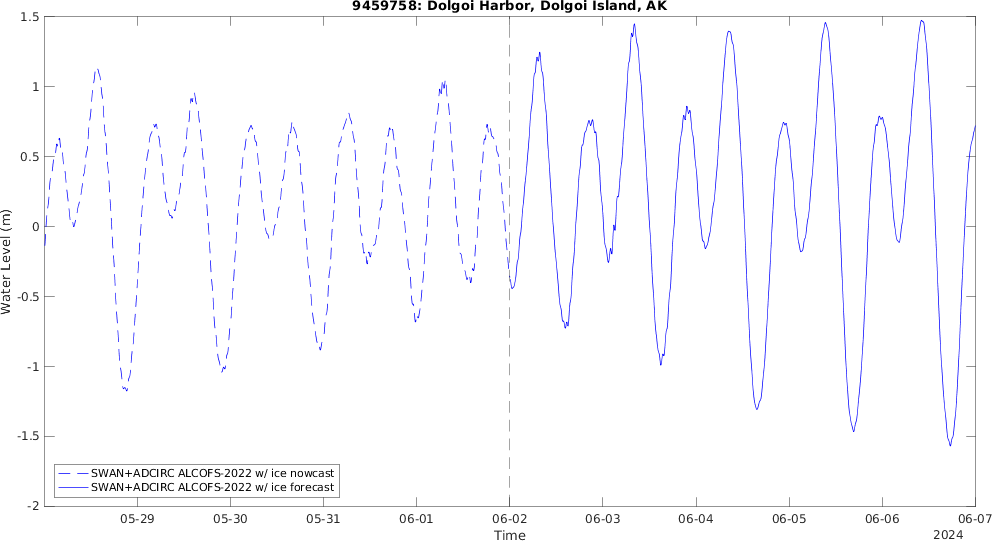 9459758: Dolgoi Harbor, Dolgoi Island, AK
1.5
1
0.5
0
-0.5
-1
-1.5
-2
Water Level (m)
SWAN+ADCIRC ALCOFS-2022 w/ ice nowcast
SWAN+ADCIRC ALCOFS-2022 w/ ice forecast
05-29 05-30 05-31 06-01 06-02 06-03 06-04 06-05 06-06 06-07
Time
2024